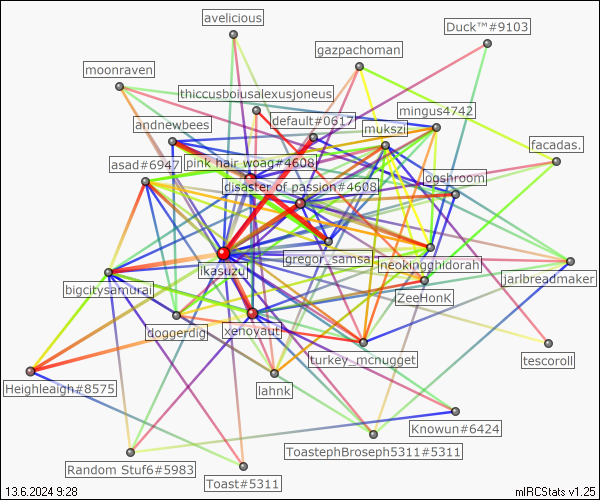 avelicious
Duck™#9103
gazpachoman
moonraven
thiccusboiusalexusjoneus
mingus4742
default#0617
andnewbees
mukszi
facadas.
pink hair woag#4608
asad#6947
ogshroom
disaster of passion#4608
gregor_samsa
neokingghidorah
ikasuzu
jarlbreadmaker
bigcitysamurai
ZeeHonK
doggerdig
xenoyaut
turkey_mcnugget
tescoroll
Heighleaigh#8575
lahnk
Knowun#6424
ToastephBroseph5311#5311
Random Stuf6#5983
Toast#5311
13.6.2024 9:28
mIRCStats v1.25